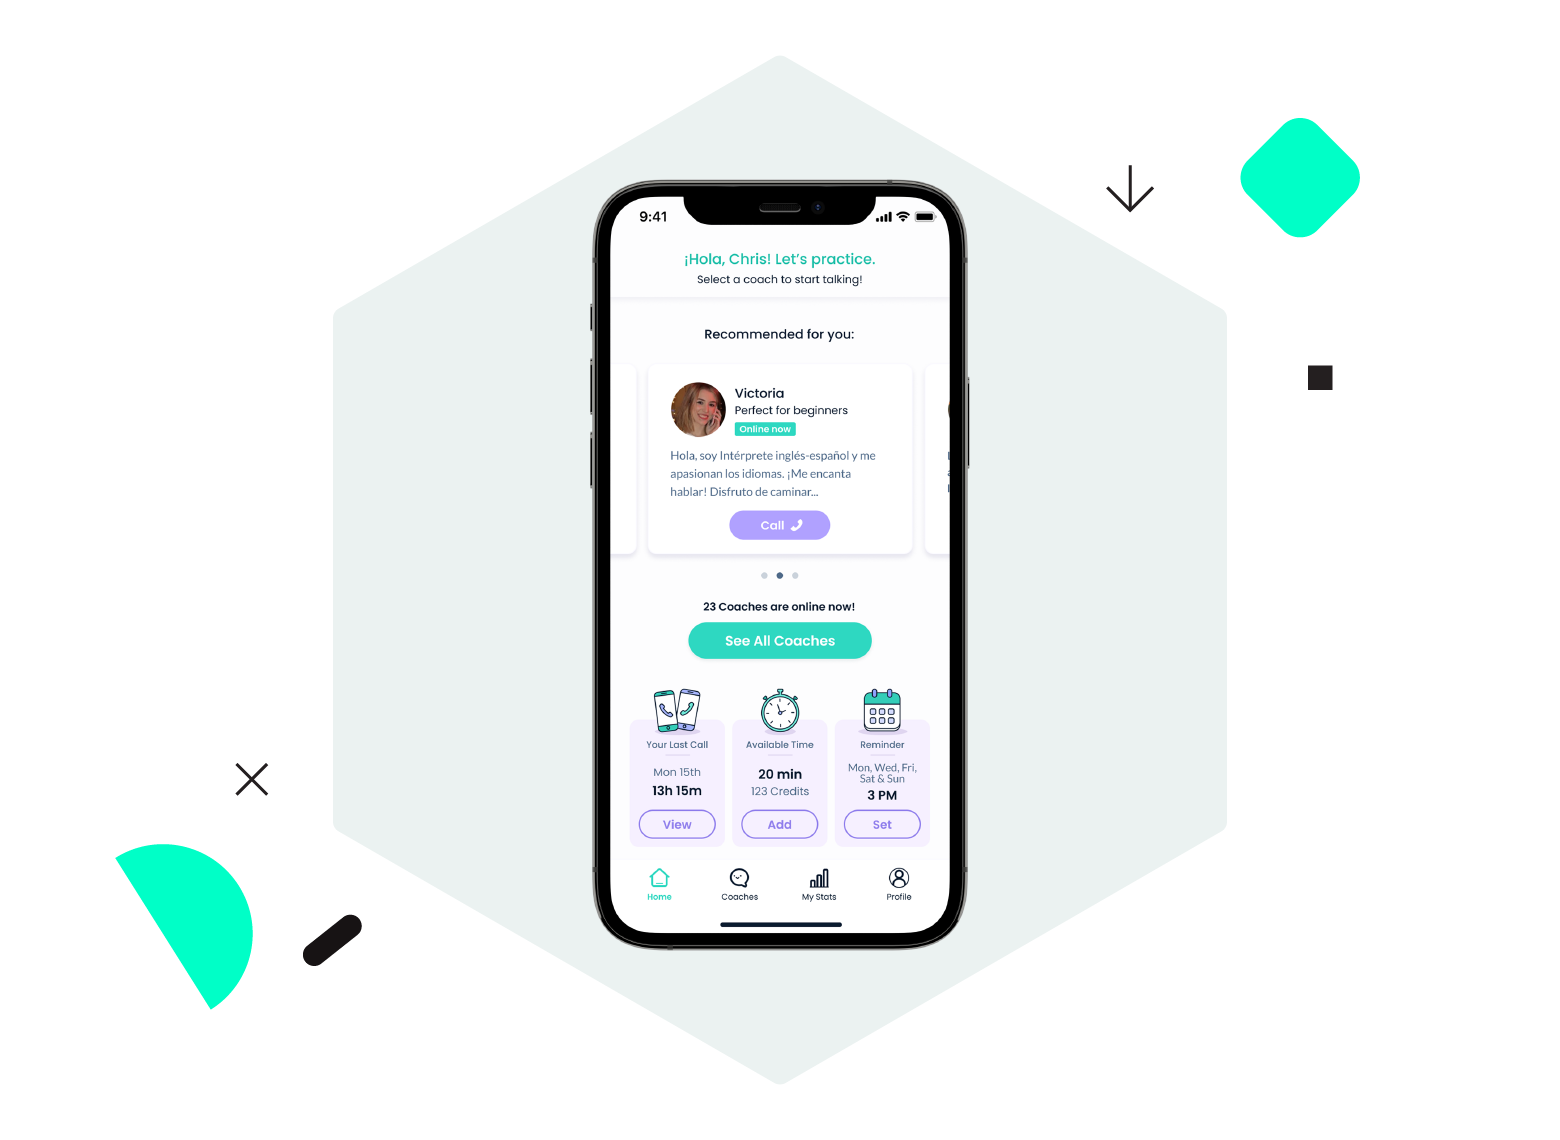 9:41
¡Hola, Chris! Let's practice.
Select a coach to start talking!
Recommended for you:
Victoria
Perfect for beginners
Online now
Hola, soy Intérprete inglés-español y me
apasionan los idiomas. ¡Me encanta
hablar! Disfruto de caminar...
Call
23 Coaches are online now!
See All Coaches
Your Last Call
Mon 15th
13h 15m
View
Available Time
20 min
123 Credits
Add
Reminder
Mon, Wed, Fri,
Sat & Sun
3 PM
Set
Home
Coaches
My Stats
Profile